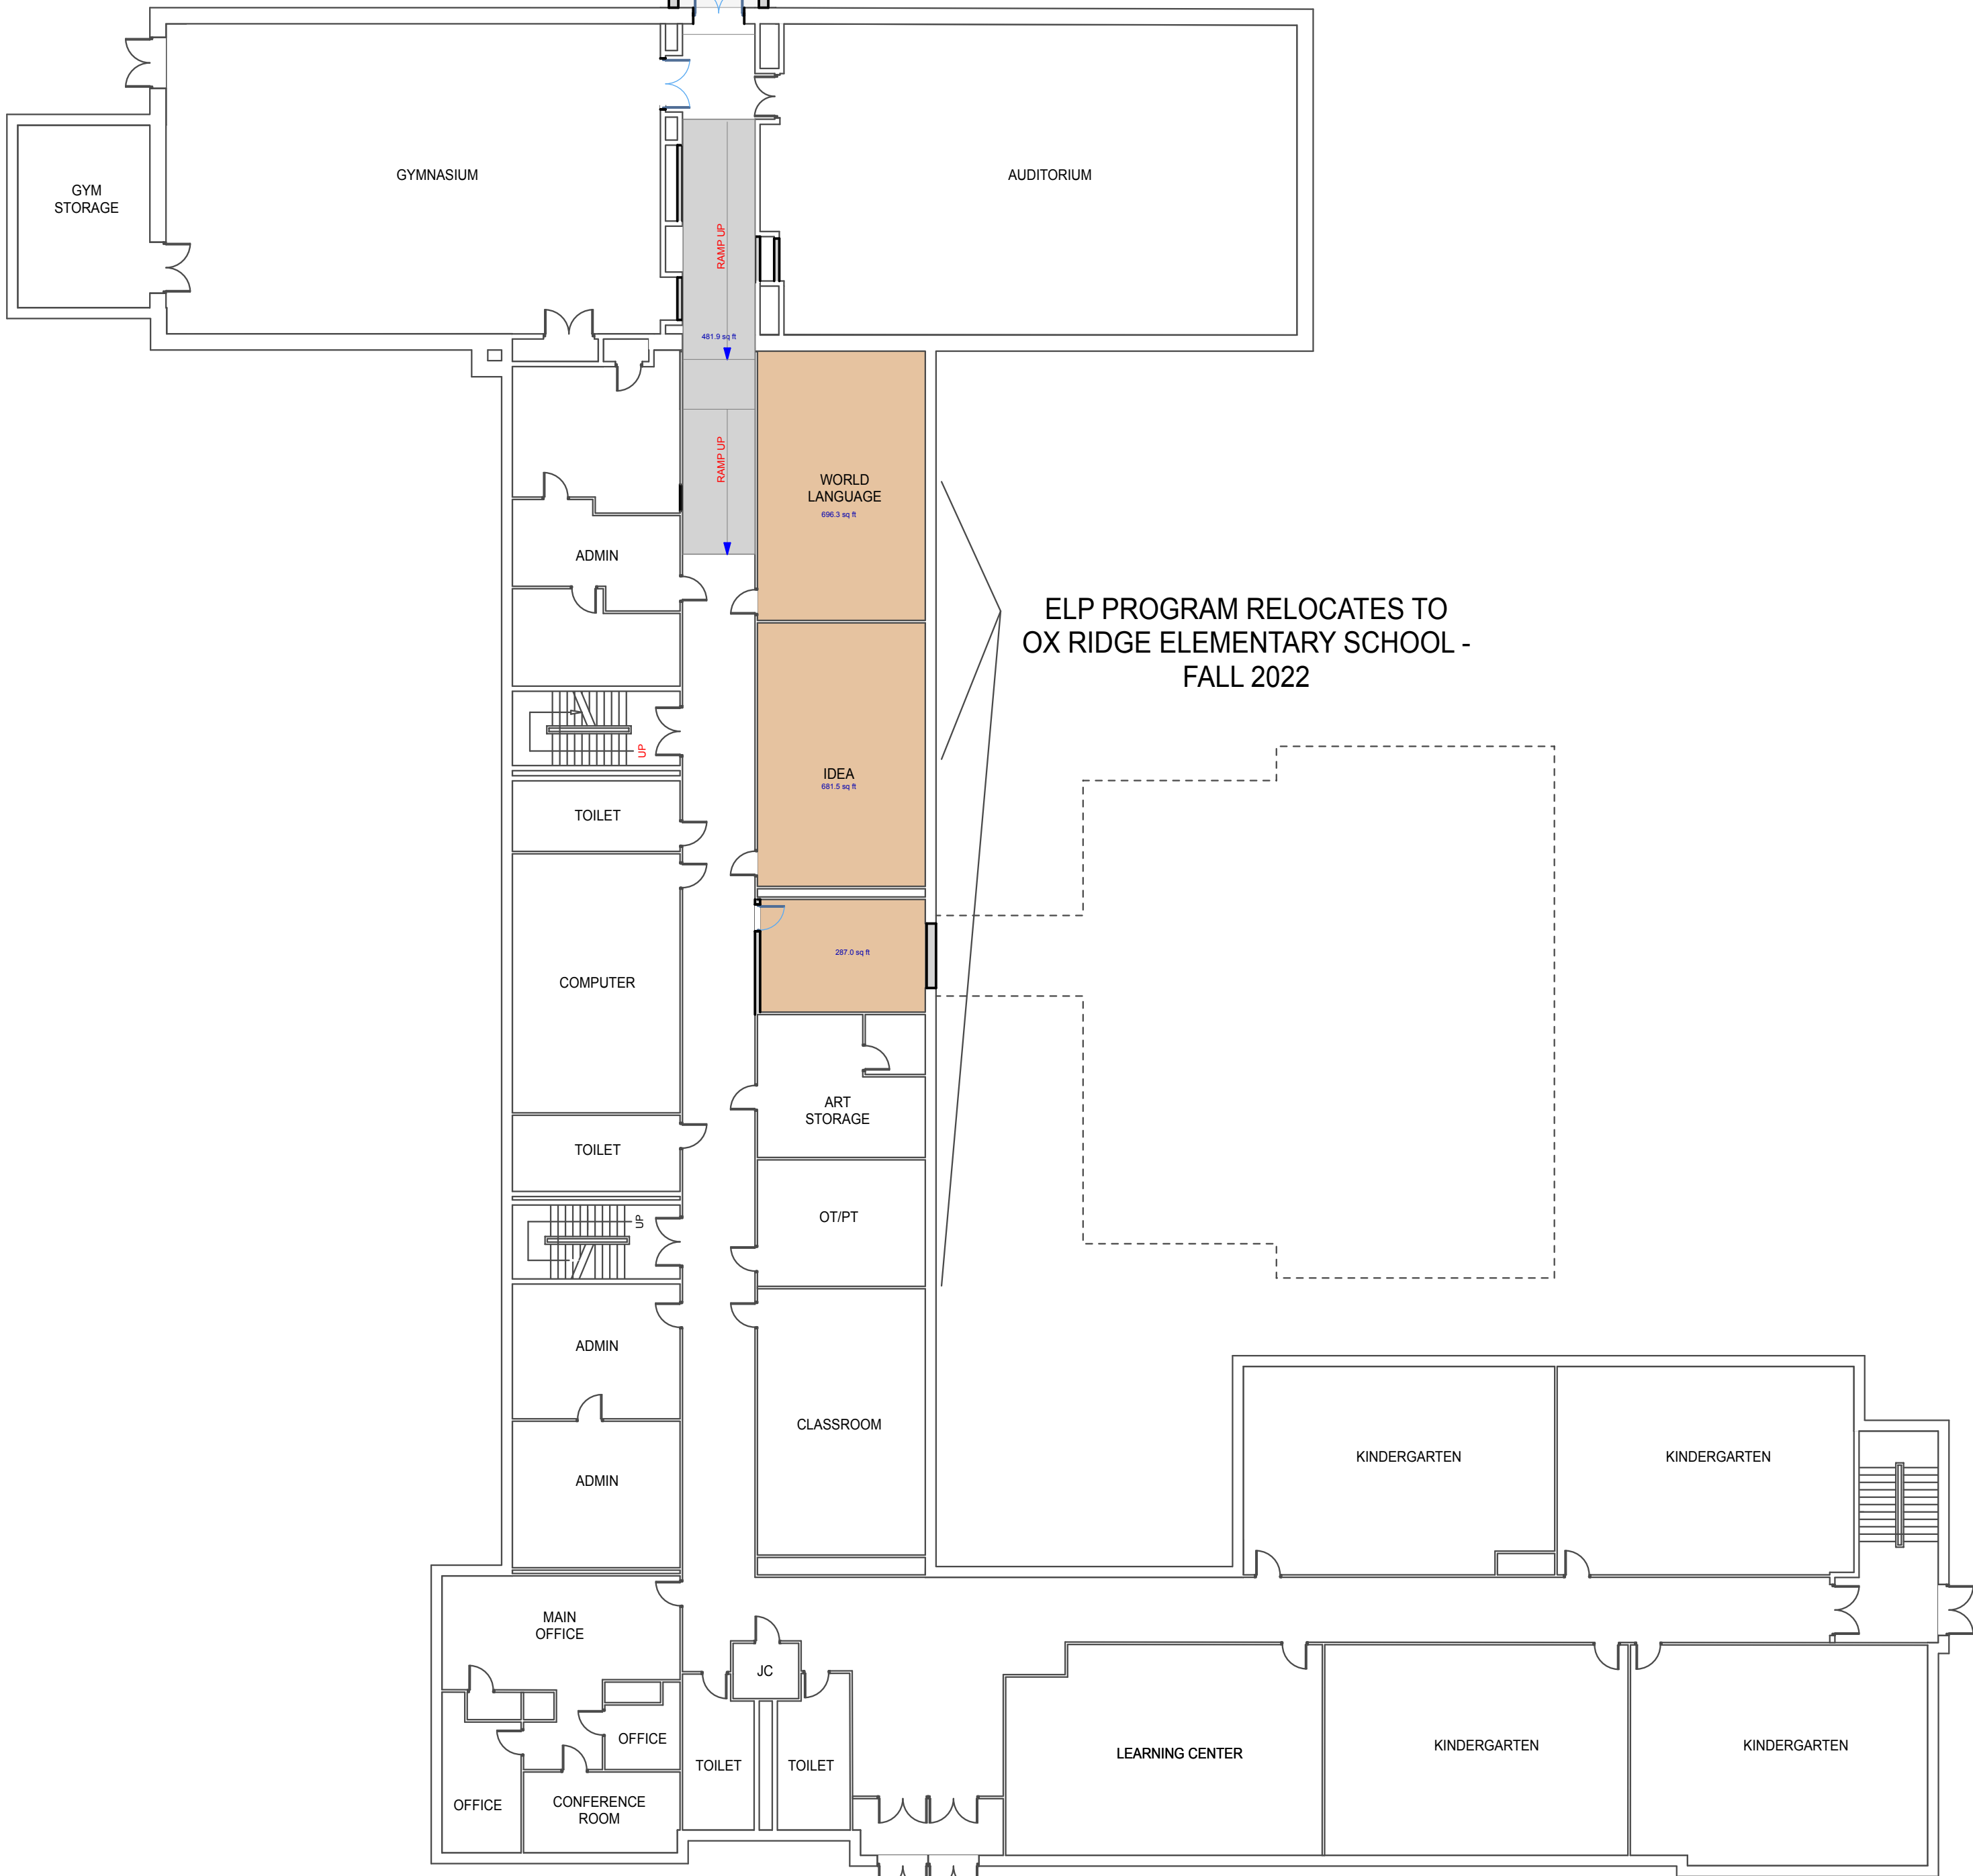 GYMNASIUM
AUDITORIUM
GYM
STORAGE
RAMP UP
481.9 sq ft
RAMP UP
WORLD
LANGUAGE
696.3 sq ft
ADMIN
ELP PROGRAM RELOCATES TO
OX RIDGE ELEMENTARY SCHOOL -
FALL 2022
UP
IDEA
681.5 sq ft
TOILET
287.0 sq ft
COMPUTER
ART
STORAGE
TOILET
OT/PT
UP
ADMIN
CLASSROOM
KINDERGARTEN
KINDERGARTEN
ADMIN
MAIN
OFFICE
JC
OFFICE
TOILET
TOILET
LEARNING CENTER
KINDERGARTEN
KINDERGARTEN
OFFICE
CONFERENCE
ROOM